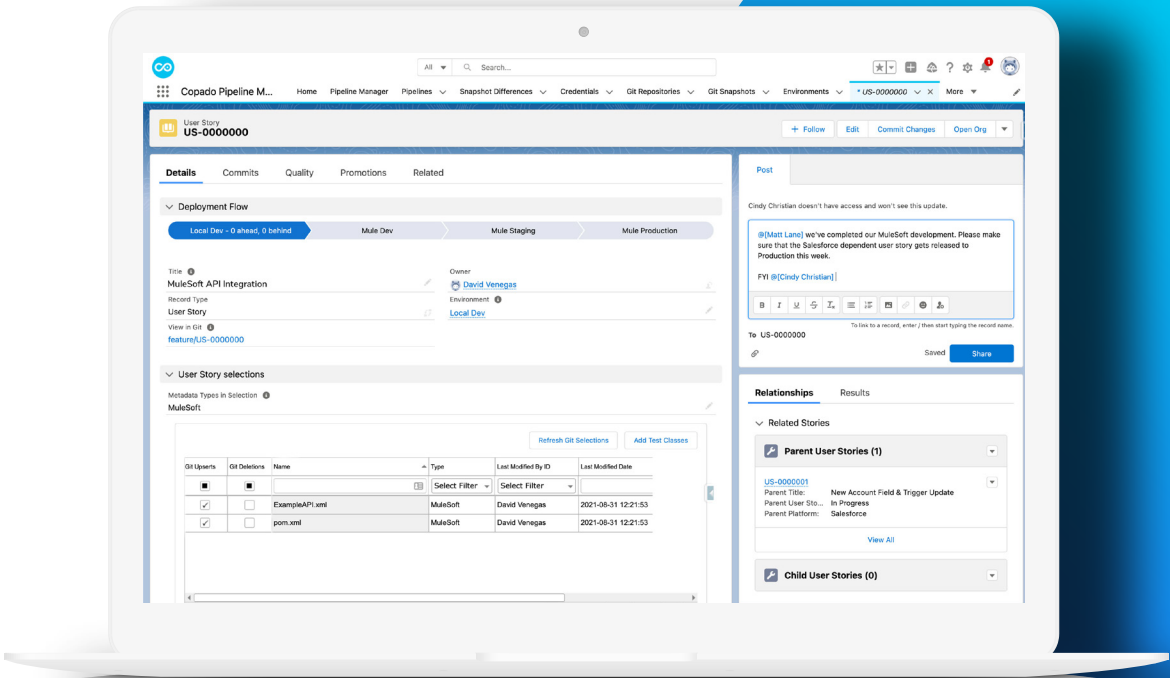 All
Search...
1
Copado Pipeline M...
Home
Pipeline Manager
Pipelines
Snapshot Differences
Credentials
Git Repositories
Git Snapshots
Environments
* US-0000000
More
User Story
US-0000000
+ Follow
Edit
Commit Changes
Open Org
Details
Commits
Quality
Promotions
Related
Deployment Flow
Local Dev - 0 ahead, 0 behind
Mule Dev
Mule Staging
Mule Production
Title
MuleSoft API Integration
Owner
David Venegas
Record Type
User Story
Environment
Local Dev
View in Git
feature/US-0000000
User Story selections
Metadata Types in Selection
MuleSoft
Refresh Git Selections
Add Test Classes
Git Upserts
Git Deletions
Name
Type
Last Modified By ID
Last Modified Date
Select Filter
Select Filter
ExampleAPI.xml
MuleSoft
David Venegas
2021-08-31 12:21:53
pom.xml
MuleSoft
David Venegas
2021-08-31 12:21:53
Post
Cindy Christian doesn't have access and won't see this update.
@[Matt Lane] we've completed our MuleSoft development. Please make
sure that the Salesforce dependent user story gets released to
Production this week.
FYI @[Cindy Christian]
B
I
U
S
To link to a record, enter / then start typing the record name.
To US-0000000
Saved
Share
Relationships
Results
Related Stories
Parent User Stories (1)
US-0000001
Parent Title:
New Account Field & Trigger Update
Parent User Sto...
In Progress
Parent Platform:
Salesforce
View All
Child User Stories (0)